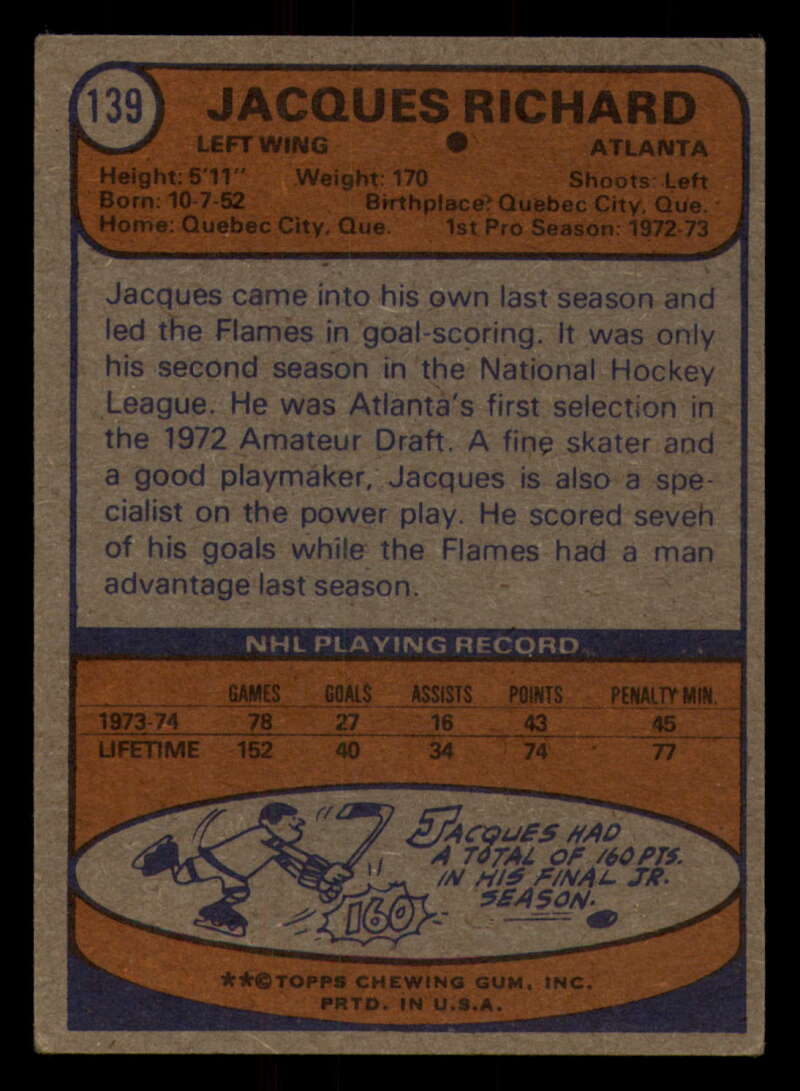 139
JACQUES RICHARD
LEFT WING ● ATLANTA
Height: 5'11" Weight: 170 Shoots: Left
Born: 10-7-52 Birthplace: Quebec City, Que.
Home: Quebec City, Que. 1st Pro Season: 1972-73
Jacques came into his own last season and
led the Flames in goal-scoring. It was only
his second season in the National Hockey
League. He was Atlanta's first selection in
the 1972 Amateur Draft. A fine skater and
a good playmaker, Jacques is also a spe-
cialist on the power play. He scored seven
of his goals while the Flames had a man
advantage last season.
NHL PLAYING RECORD
GAMES GOALS ASSISTS POINTS PENALTY MIN.
1973-74 78 27 16 43 45
LIFETIME 152 40 34 74 77
JACQUES HAD
A TOTAL OF 160 PTS.
IN HIS FINAL JR.
SEASON.
160
**©TOPPS CHEWING GUM, INC.
PRTD. IN U.S.A.